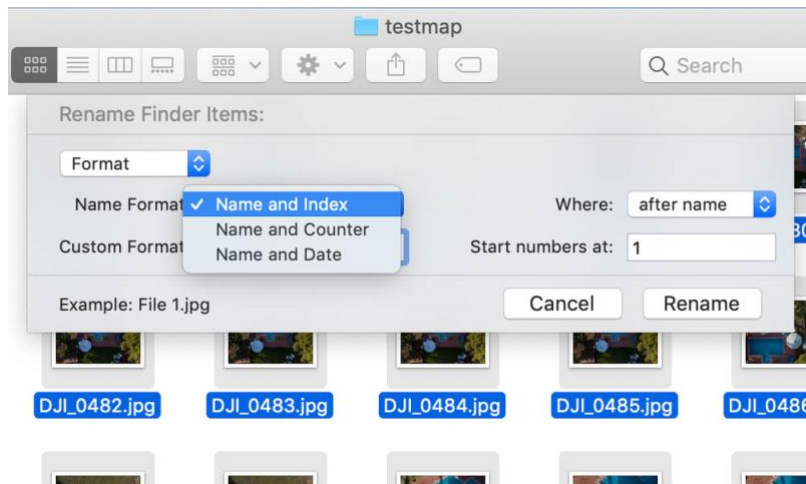 testmap
Search
Rename Finder Items:
Format
Name Format
✓ Name and Index
Name and Counter
Name and Date
Where: after name
Custom Format
Start numbers at: 1
Example: File 1.jpg
Cancel
Rename
DJI_0482.jpg
DJI_0483.jpg
DJI_0484.jpg
DJI_0485.jpg
DJI_0486